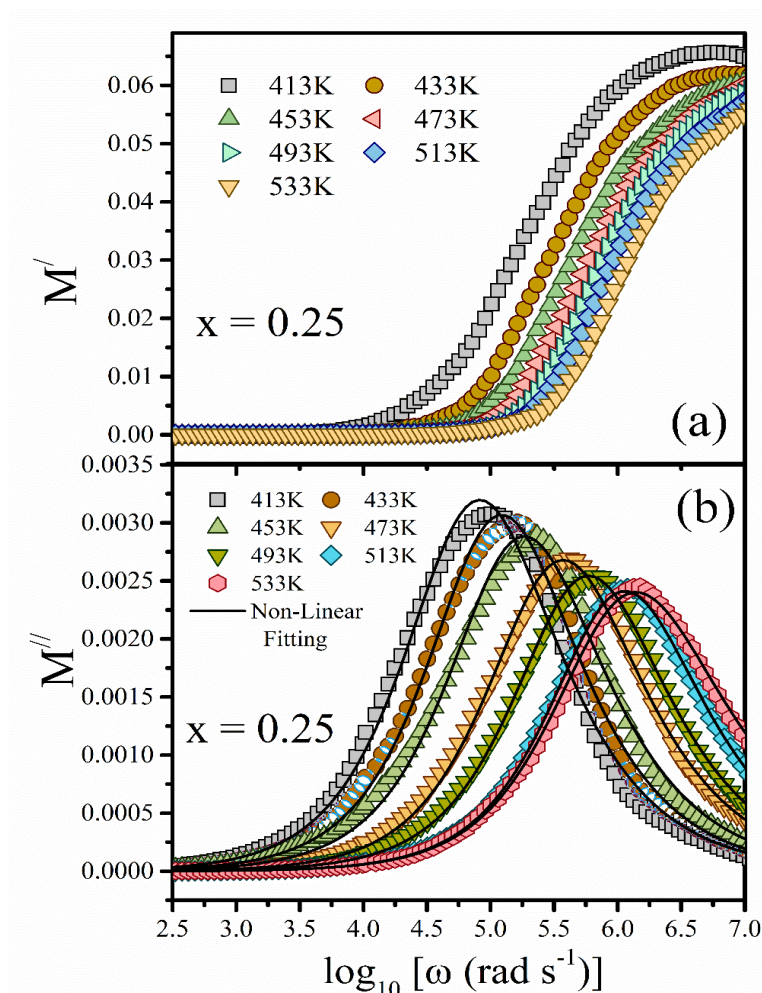 0.06
0.05
0.04
0.03
0.02
0.01
0.00
M/
413K 433K
453K 473K
493K 513K
533K
x = 0.25
(a)
0.0035
0.0030
0.0025
0.0020
0.0015
0.0010
0.0005
0.0000
M//
413K 433K
453K 473K
493K 513K
533K
Non-Linear
Fitting
x = 0.25
(b)
2.5 3.0 3.5 4.0 4.5 5.0 5.5 6.0 6.5 7.0
log₁₀ [ω (rad s⁻¹)]